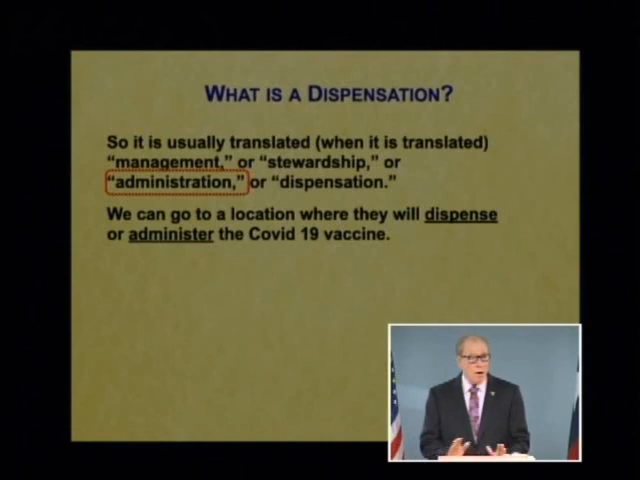 WHAT IS A DISPENSATION?
So it is usually translated (when it is translated)
“management,” or “stewardship,” or
“administration,” or “dispensation.”
We can go to a location where they will dispense
or administer the Covid 19 vaccine.